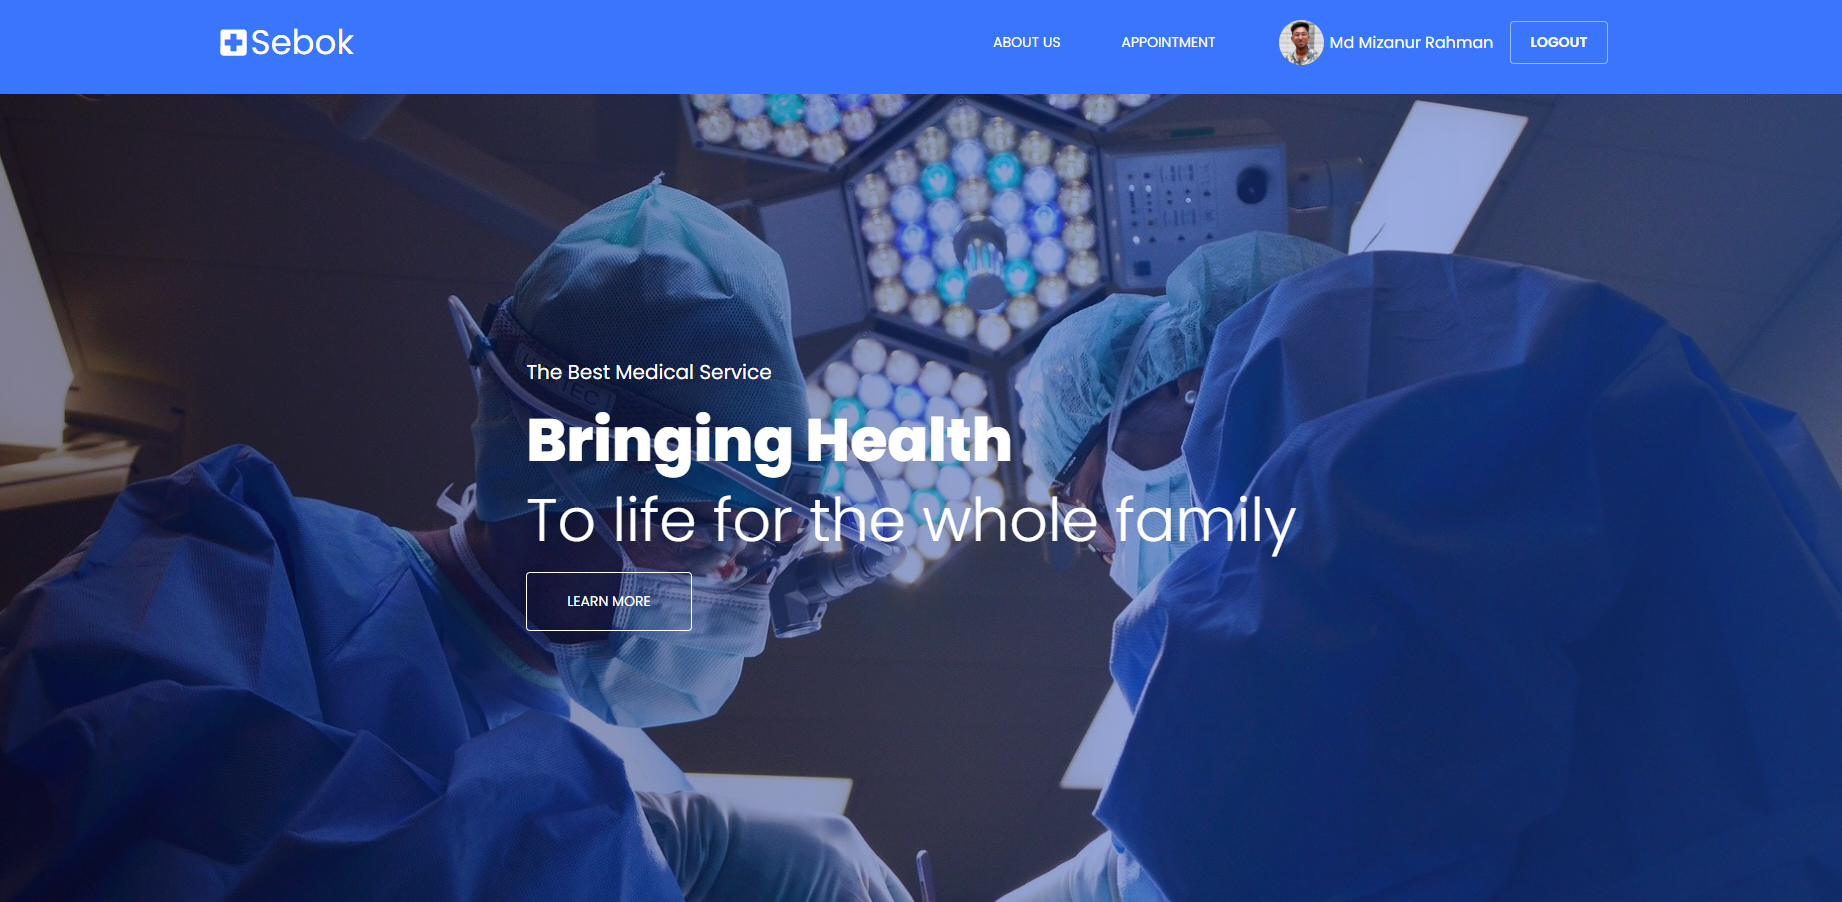 Sebok
ABOUT US
APPOINTMENT
Md Mizanur Rahman
LOGOUT
The Best Medical Service
Bringing Health
To life for the whole family
LEARN MORE